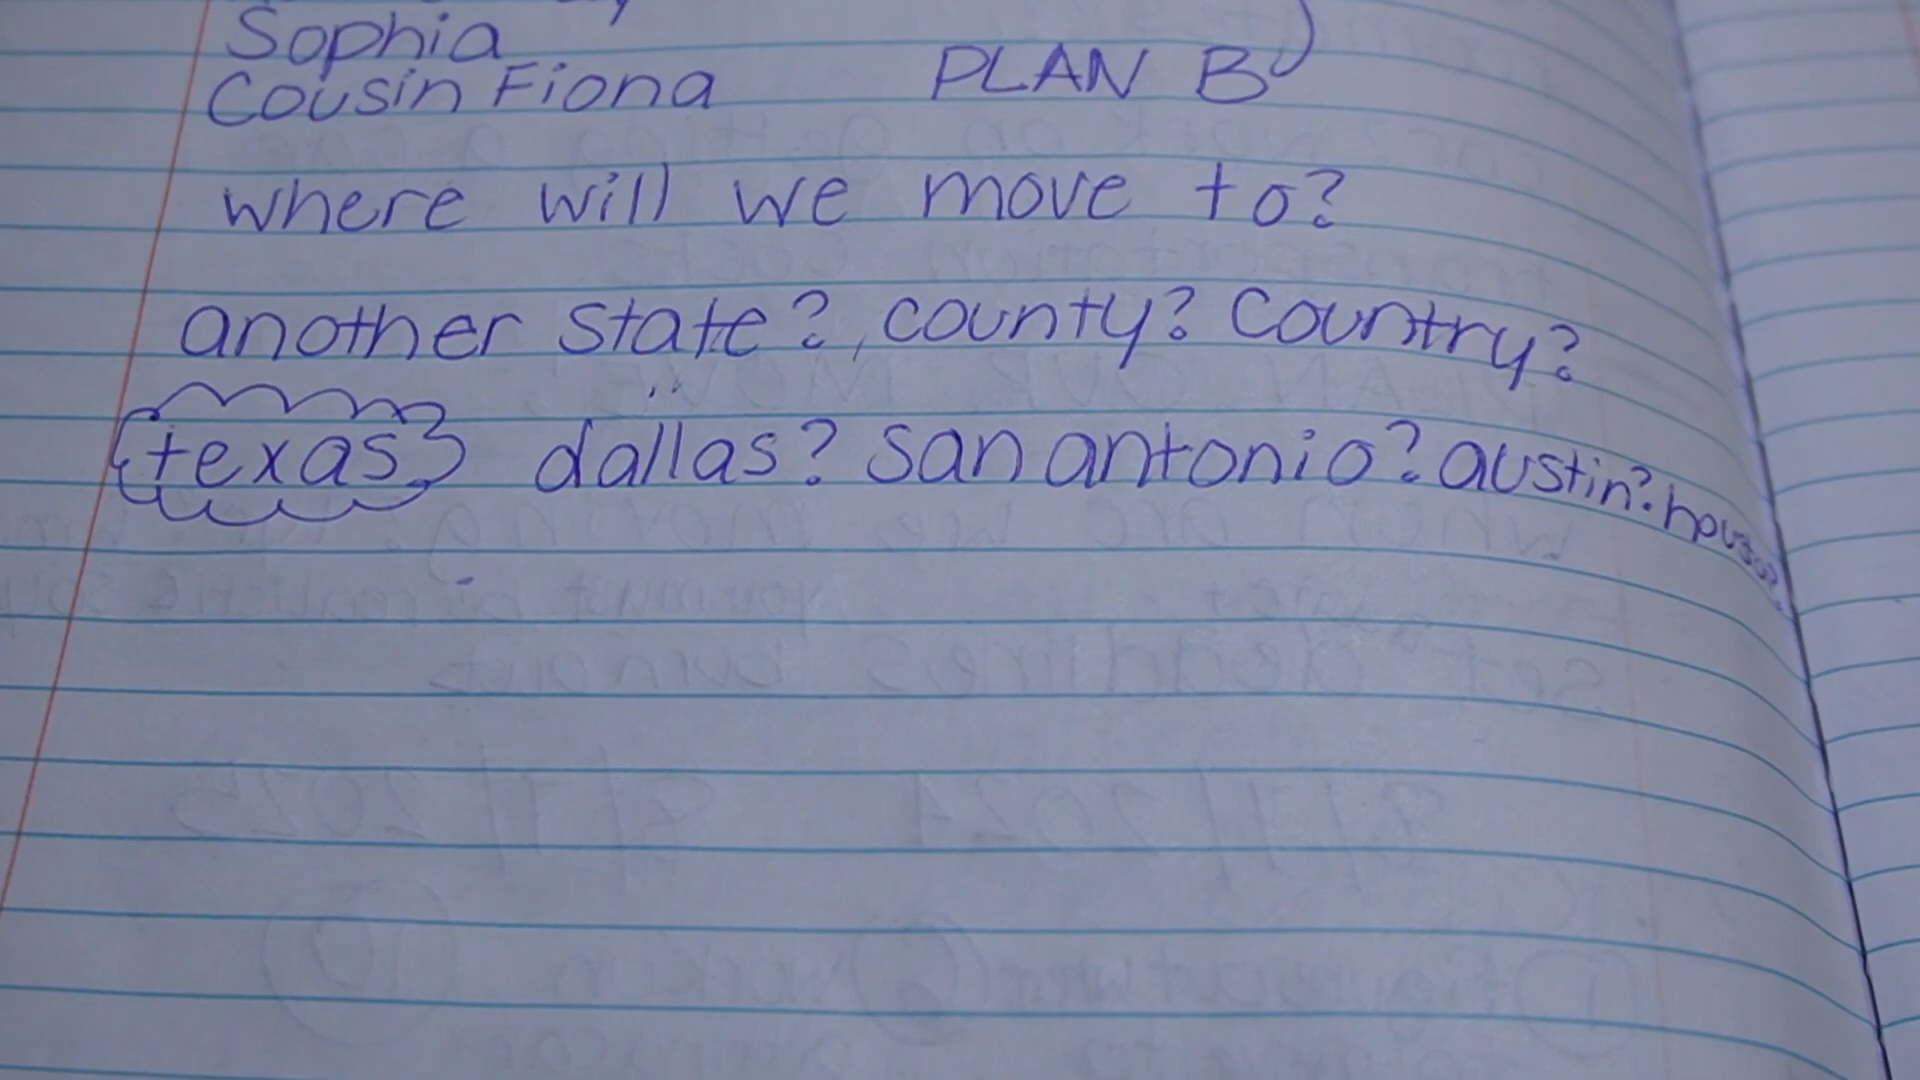 Sophia
Cousin Fiona PLAN B
where will we move to?
another state?, county? Country?
texas dallas? San antonio? austin?